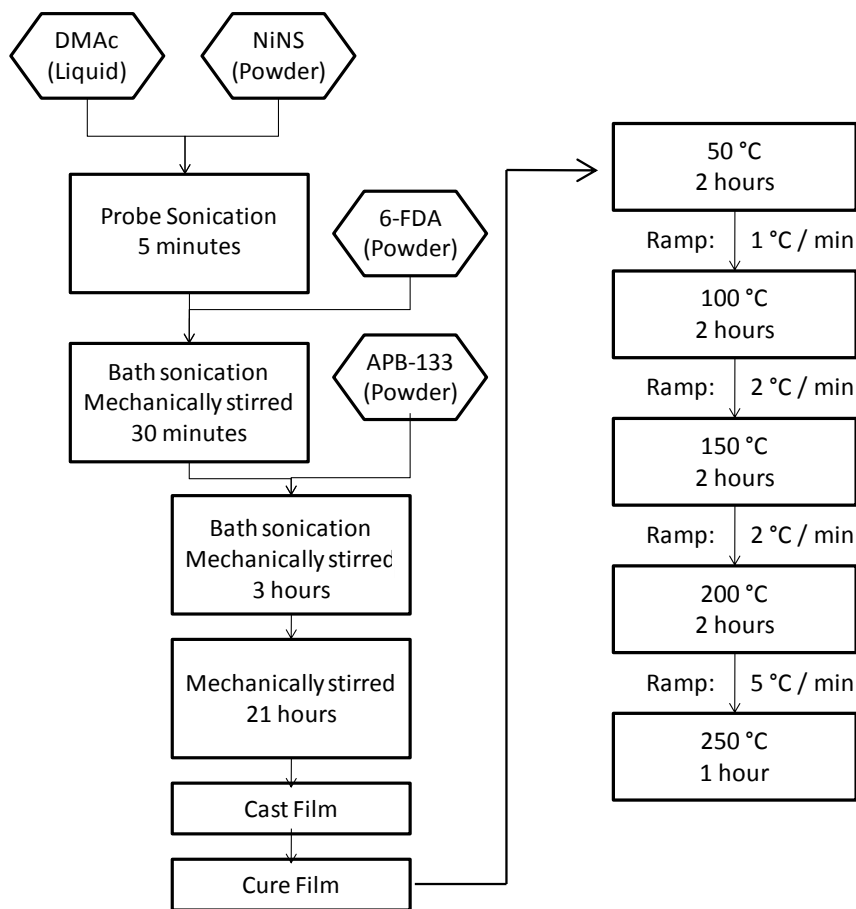 DMAc
(Liquid)
NiNS
(Powder)
Probe Sonication
5 minutes
6-FDA
(Powder)
Bath sonication
Mechanically stirred
30 minutes
APB-133
(Powder)
Bath sonication
Mechanically stirred
3 hours
Mechanically stirred
21 hours
Cast Film
Cure Film
50 °C
2 hours
Ramp: 1 °C / min
100 °C
2 hours
Ramp: 2 °C / min
150 °C
2 hours
Ramp: 2 °C / min
200 °C
2 hours
Ramp: 5 °C / min
250 °C
1 hour